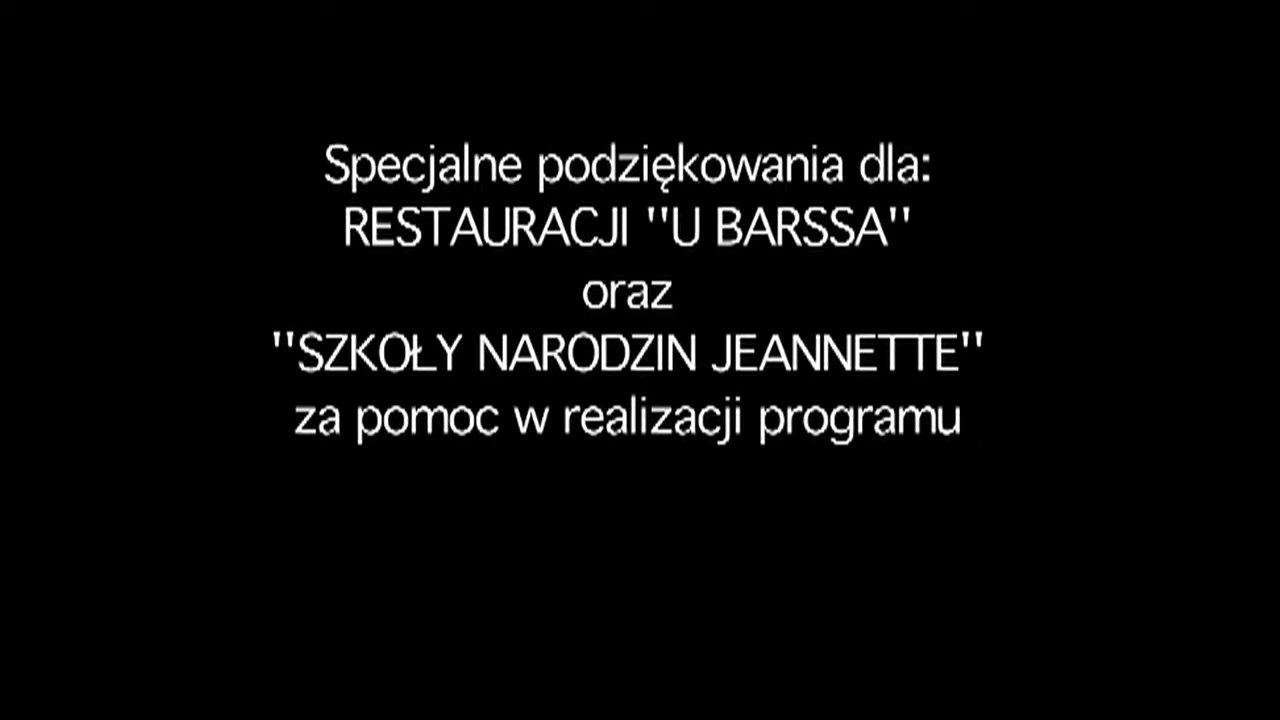 Specjalne podziękowania dla:
RESTAURACJI "U BARSSA"
oraz
"SZKOŁY NARODZIN JEANNETTE"
za pomoc w realizacji programu